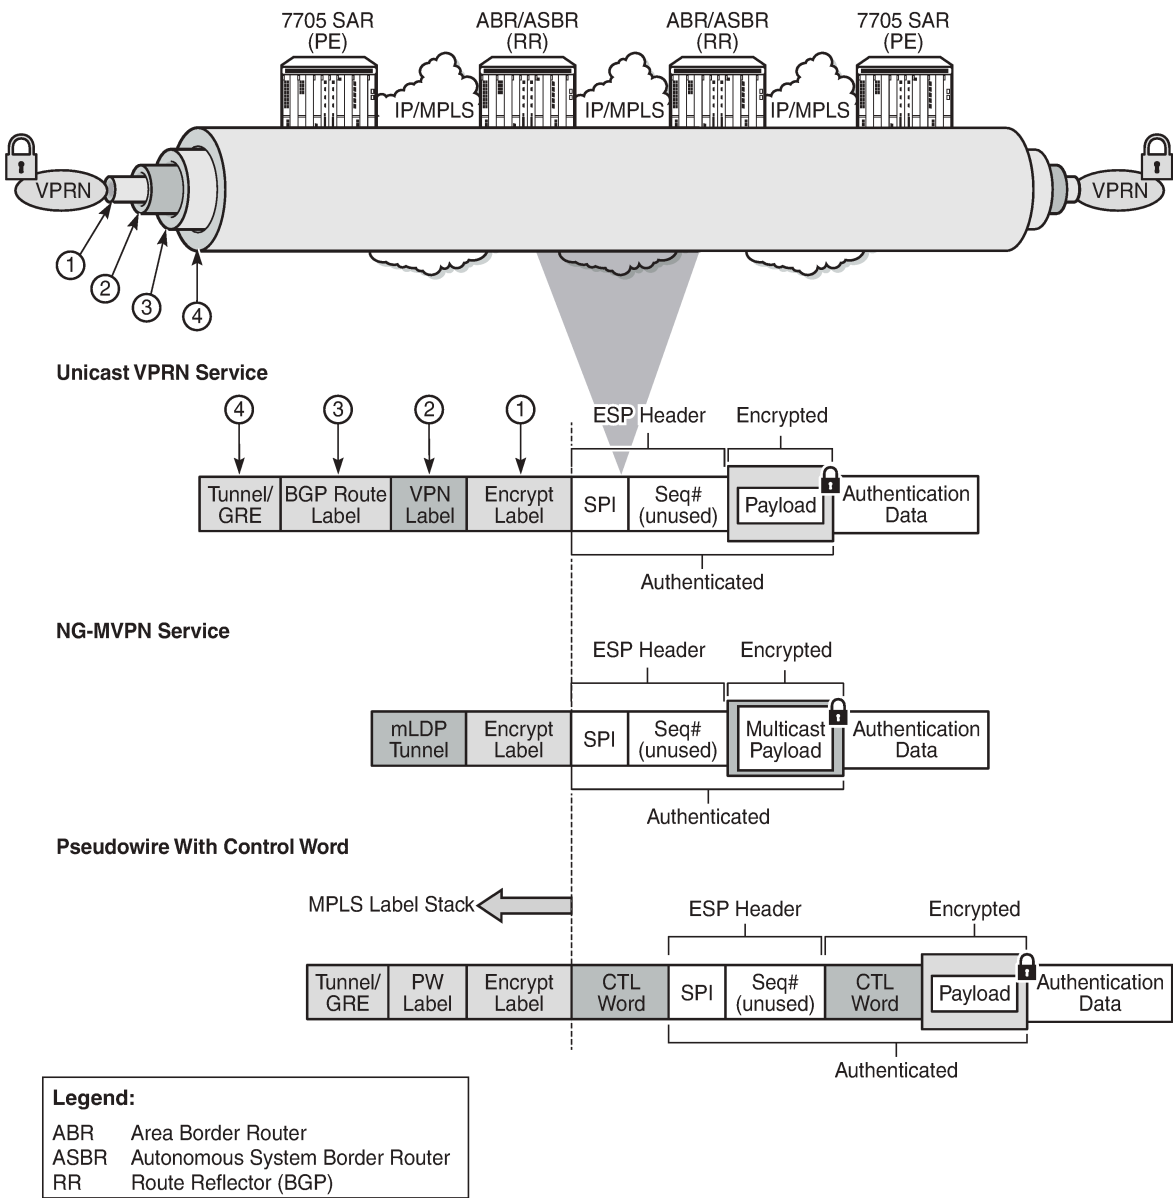 7705 SAR
(PE)
ABR/ASBR
(RR)
ABR/ASBR
(RR)
7705 SAR
(PE)
IP/MPLS
IP/MPLS
IP/MPLS
VPRN
VPRN
1
2
3
4
Unicast VPRN Service
4
3
2
1
ESP Header
Encrypted
Tunnel/
GRE
BGP Route
Label
VPN
Label
Encrypt
Label
SPI
Seq#
(unused)
Payload
Authentication
Data
Authenticated
NG-MVPN Service
ESP Header
Encrypted
mLDP
Tunnel
Encrypt
Label
SPI
Seq#
(unused)
Multicast
Payload
Authentication
Data
Authenticated
Pseudowire With Control Word
MPLS Label Stack
ESP Header
Encrypted
Tunnel/
GRE
PW
Label
Encrypt
Label
CTL
Word
SPI
Seq#
(unused)
CTL
Word
Payload
Authentication
Data
Authenticated
Legend:
ABR Area Border Router
ASBR Autonomous System Border Router
RR Route Reflector (BGP)